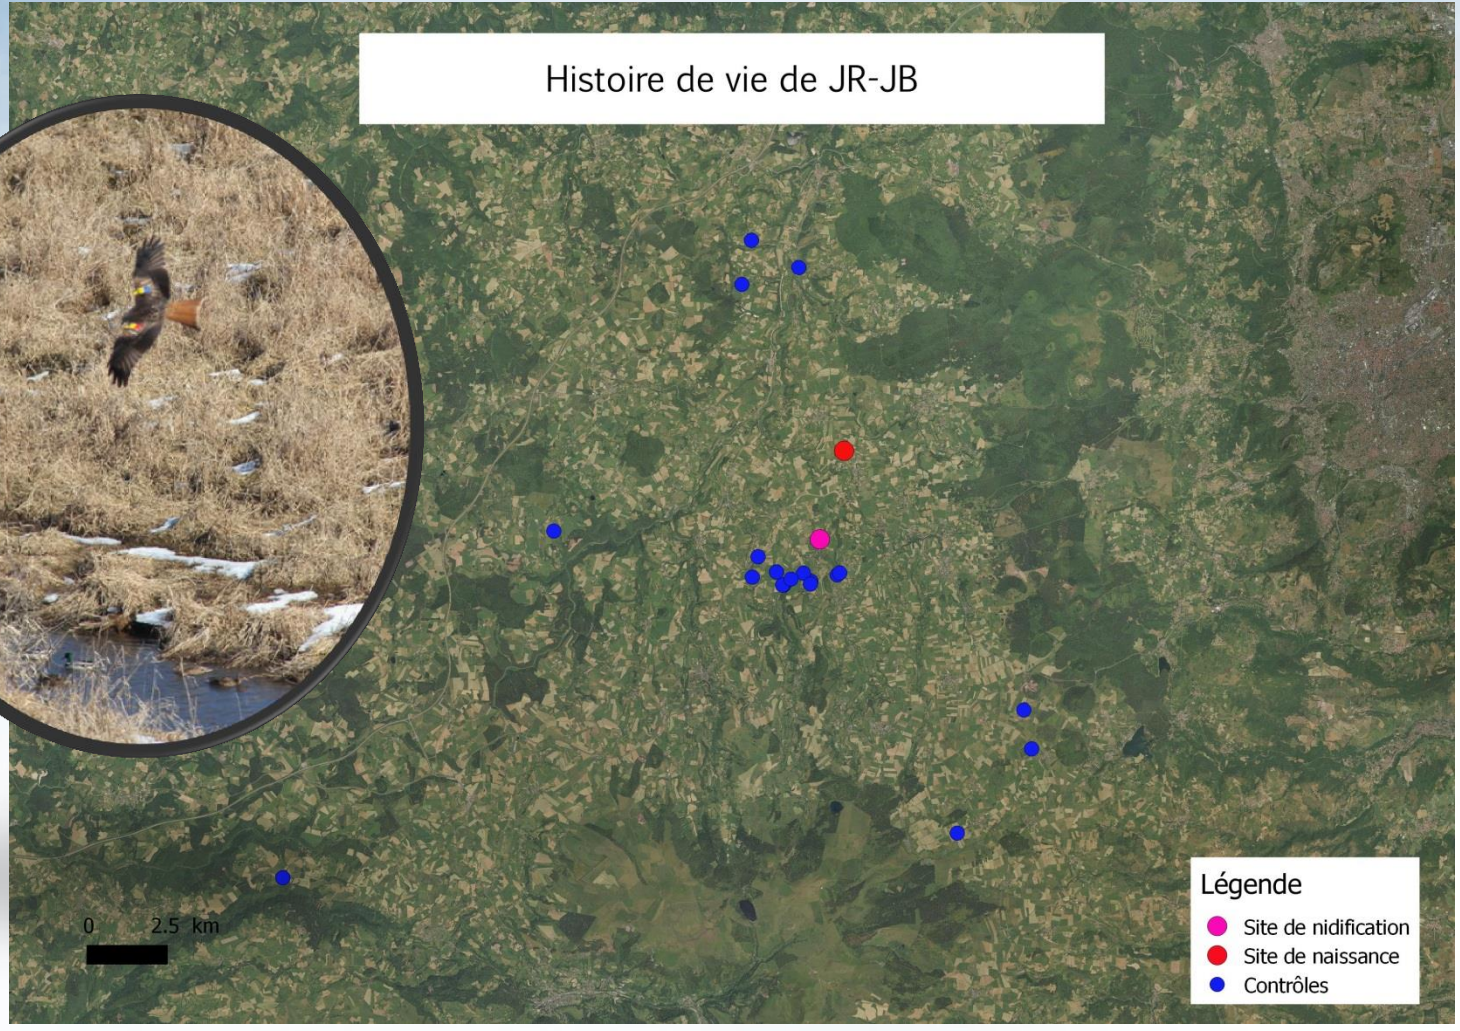 Histoire de vie de JR-JB
0 2.5 km
Légende
Site de nidification
Site de naissance
Contrôles